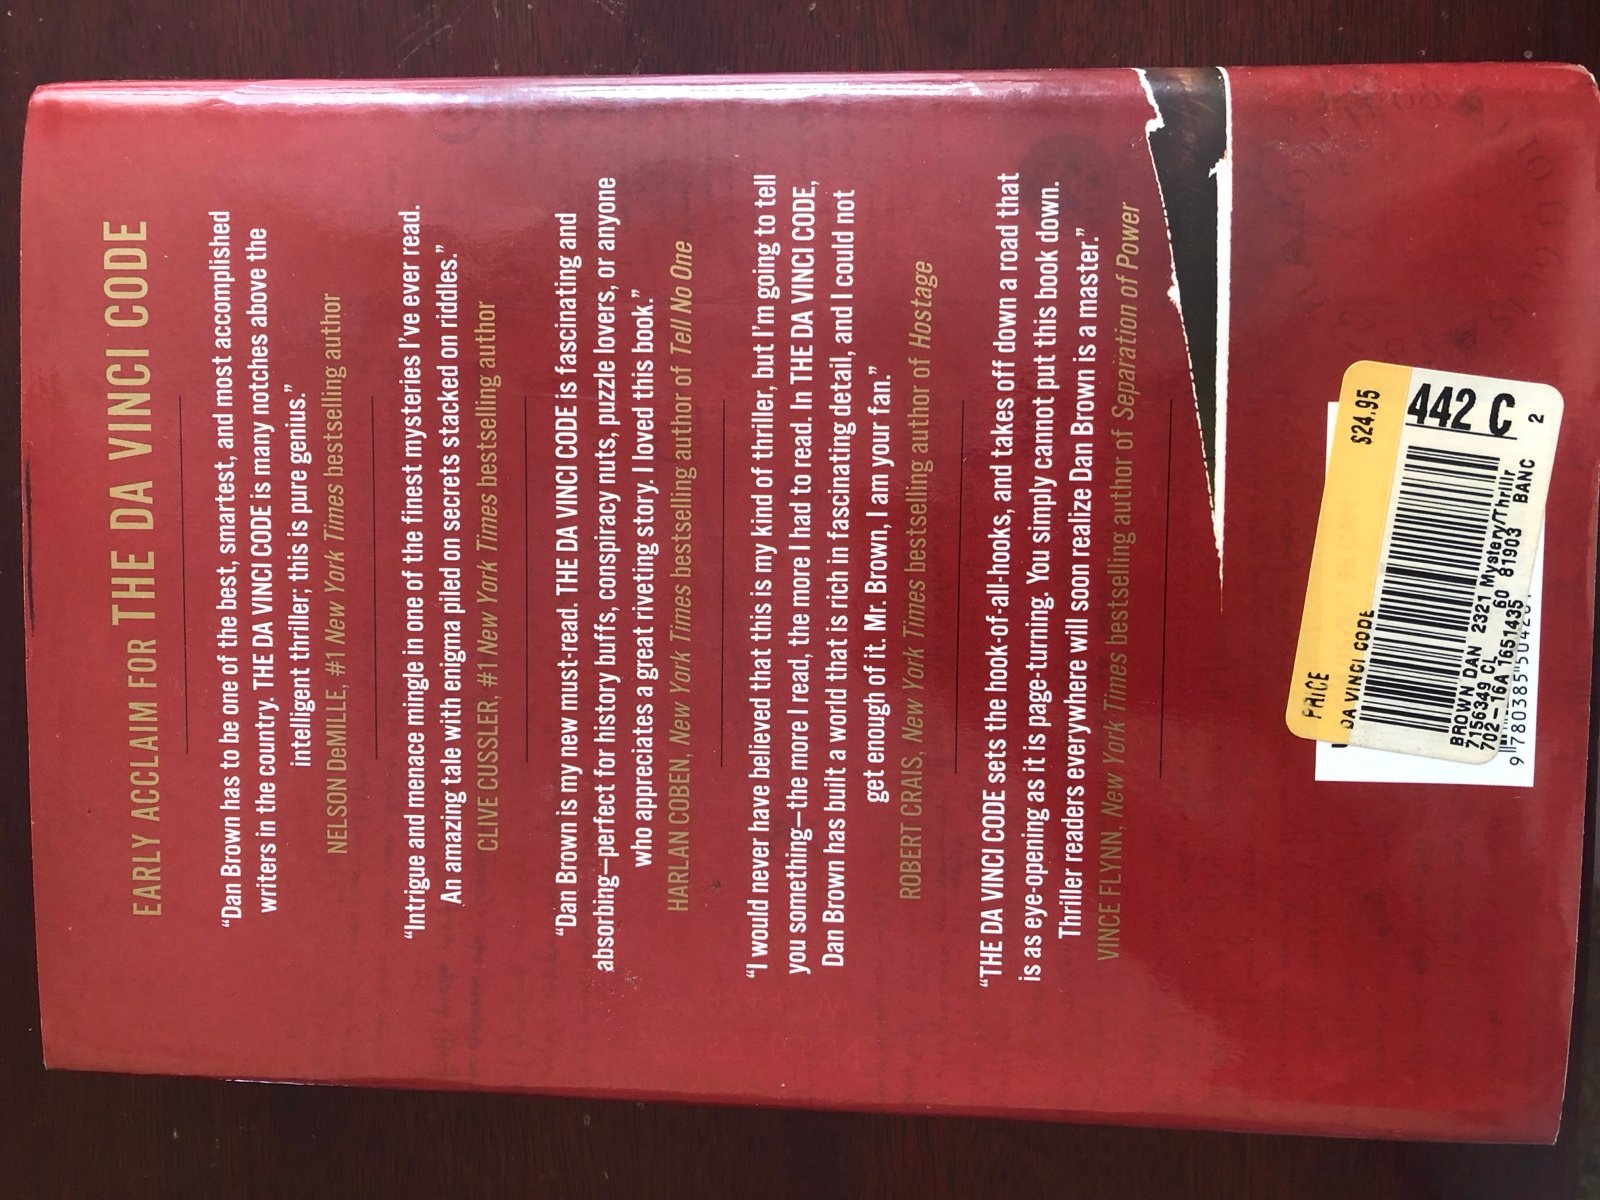 EARLY ACCLAIM FOR THE DA VINCI CODE
“Dan Brown has to be one of the best, smartest, and most accomplished
writers in the country. THE DA VINCI CODE is many notches above the
intelligent thriller; this is pure genius.”
NELSON DeMILLE, #1 New York Times bestselling author
“Intrigue and menace mingle in one of the finest mysteries I’ve ever read.
An amazing tale with enigma piled on secrets stacked on riddles.”
CLIVE CUSSLER, #1 New York Times bestselling author
“Dan Brown is my new must-read. THE DA VINCI CODE is fascinating and
absorbing—perfect for history buffs, conspiracy nuts, puzzle lovers, or anyone
who appreciates a great riveting story. I loved this book.”
HARLAN COBEN, New York Times bestselling author of Tell No One
“I would never have believed that this is my kind of thriller, but I’m going to tell
you something—the more I read, the more I had to read. In THE DA VINCI CODE,
Dan Brown has built a world that is rich in fascinating detail, and I could not
get enough of it. Mr. Brown, I am your fan.”
ROBERT CRAIS, New York Times bestselling author of Hostage
“THE DA VINCI CODE sets the hook-of-all-hooks, and takes off down a road that
is as eye-opening as it is page-turning. You simply cannot put this book down.
Thriller readers everywhere will soon realize Dan Brown is a master.”
VINCE FLYNN, New York Times bestselling author of Separation of Power
PRICE $24.95
DA VINCI CODE
442 C
BROWN DAN 2321 Mystery/Thrillr
7156349 CL 60 81903 BANC
702-16A 1651435 2
9 780385 50420